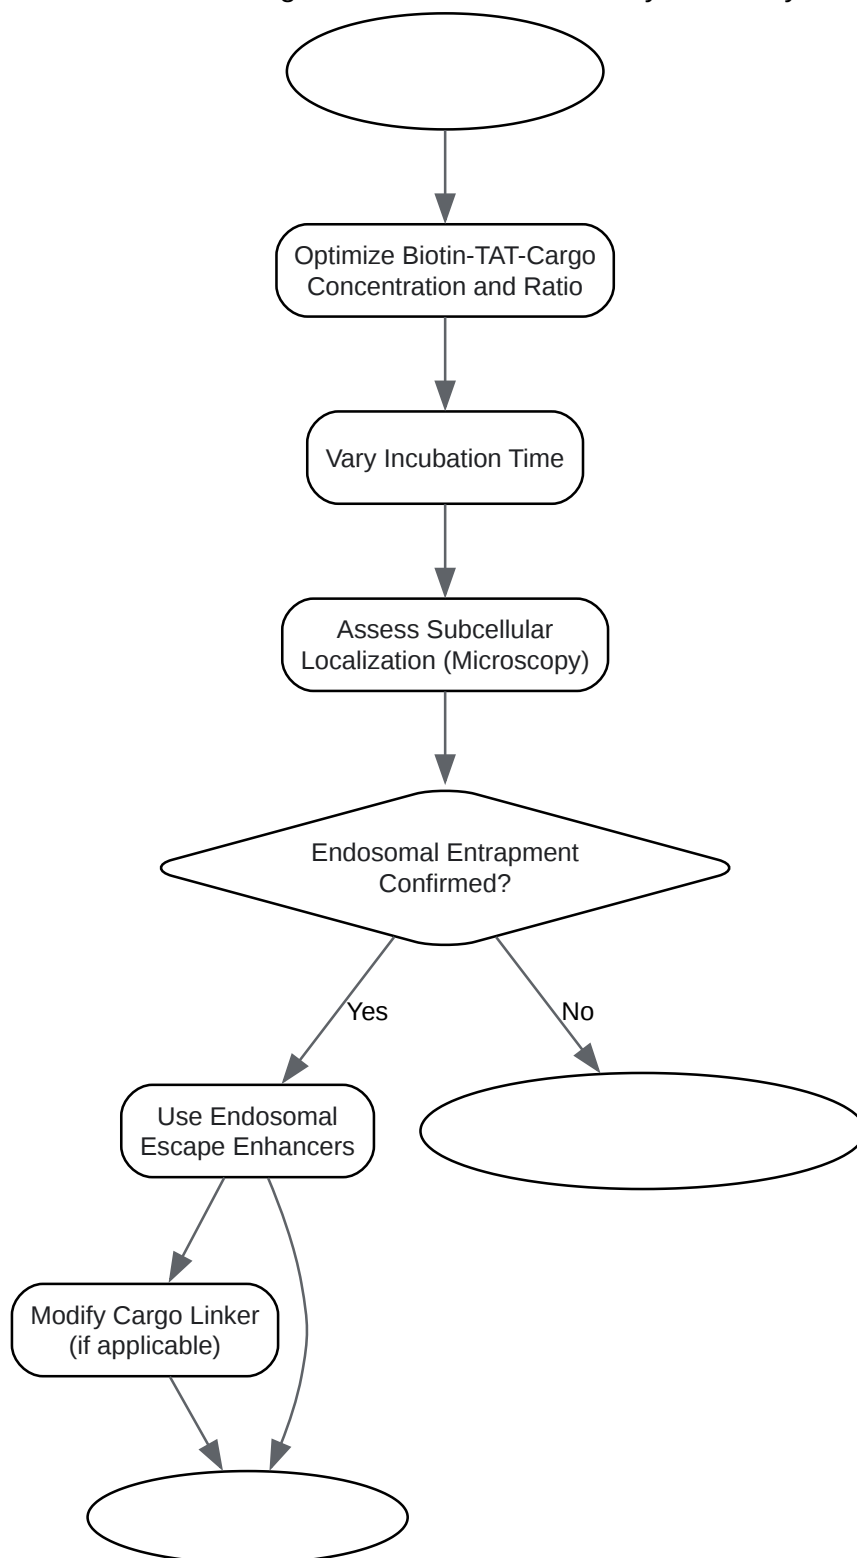 Optimize Biotin-TAT-Cargo
Concentration and Ratio
Vary Incubation Time
Assess Subcellular
Localization (Microscopy)
Endosomal Entrapment
Confirmed?
Yes
No
Use Endosomal
Escape Enhancers
Modify Cargo Linker
(if applicable)